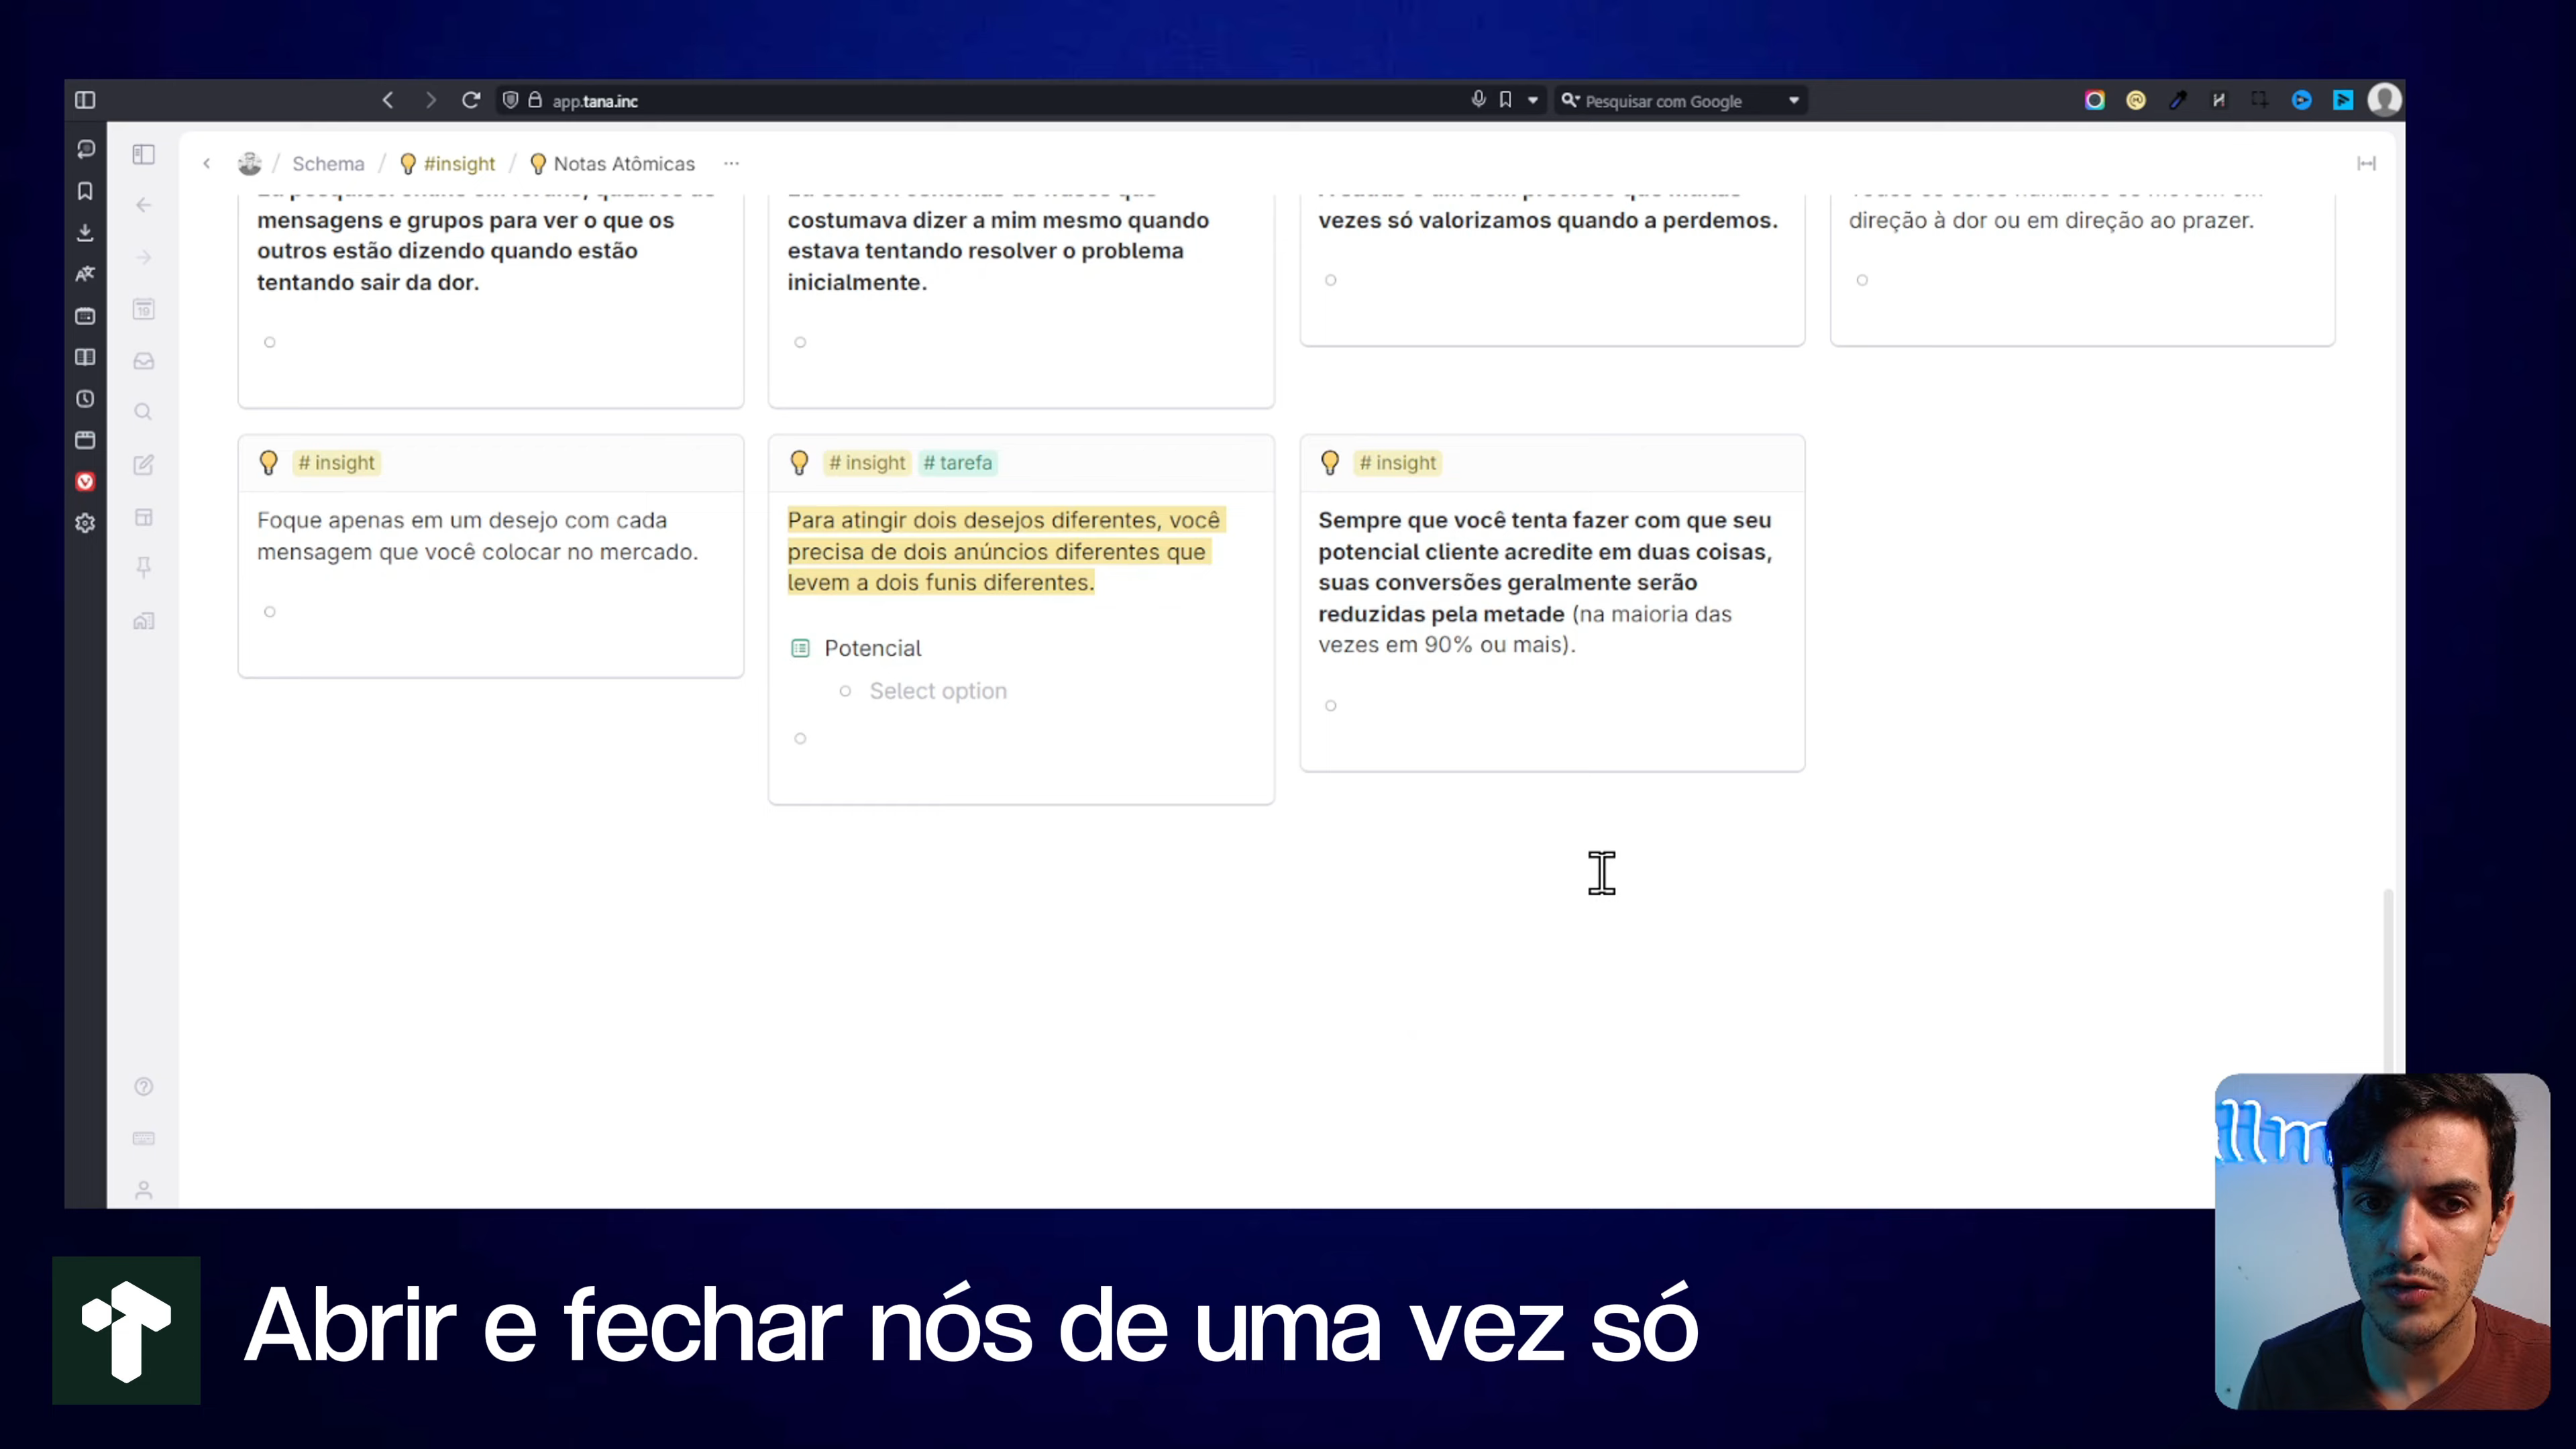 app.tana.inc
Pesquisar com Google
Schema / #insight / Notas Atômicas ...
mensagens e grupos para ver o que os
outros estão dizendo quando estão
tentando sair da dor.
costumava dizer a mim mesmo quando
estava tentando resolver o problema
inicialmente.
vezes só valorizamos quando a perdemos.
direção à dor ou em direção ao prazer.
19
# insight
Foque apenas em um desejo com cada
mensagem que você colocar no mercado.
# insight # tarefa
Para atingir dois desejos diferentes, você
precisa de dois anúncios diferentes que
levem a dois funis diferentes.
Potencial
Select option
# insight
Sempre que você tenta fazer com que seu
potencial cliente acredite em duas coisas,
suas conversões geralmente serão
reduzidas pela metade (na maioria das
vezes em 90% ou mais).
Abrir e fechar nós de uma vez só